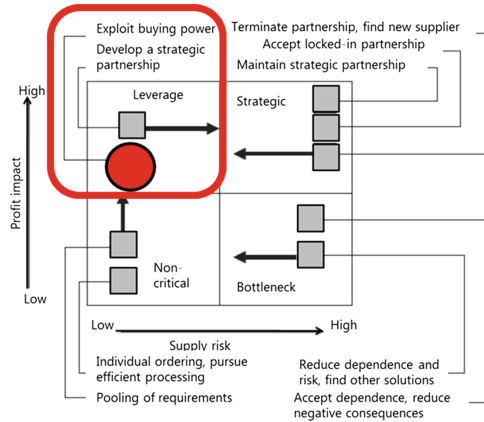 Exploit buying power
Terminate partnership, find new supplier
Develop a strategic
partnership
Accept locked-in partnership
Maintain strategic partnership
High
Leverage
Strategic
Profit impact
Non-
critical
Bottleneck
Low
Low
High
Supply risk
Individual ordering, pursue
efficient processing
Pooling of requirements
Reduce dependence and
risk, find other solutions
Accept dependence, reduce
negative consequences